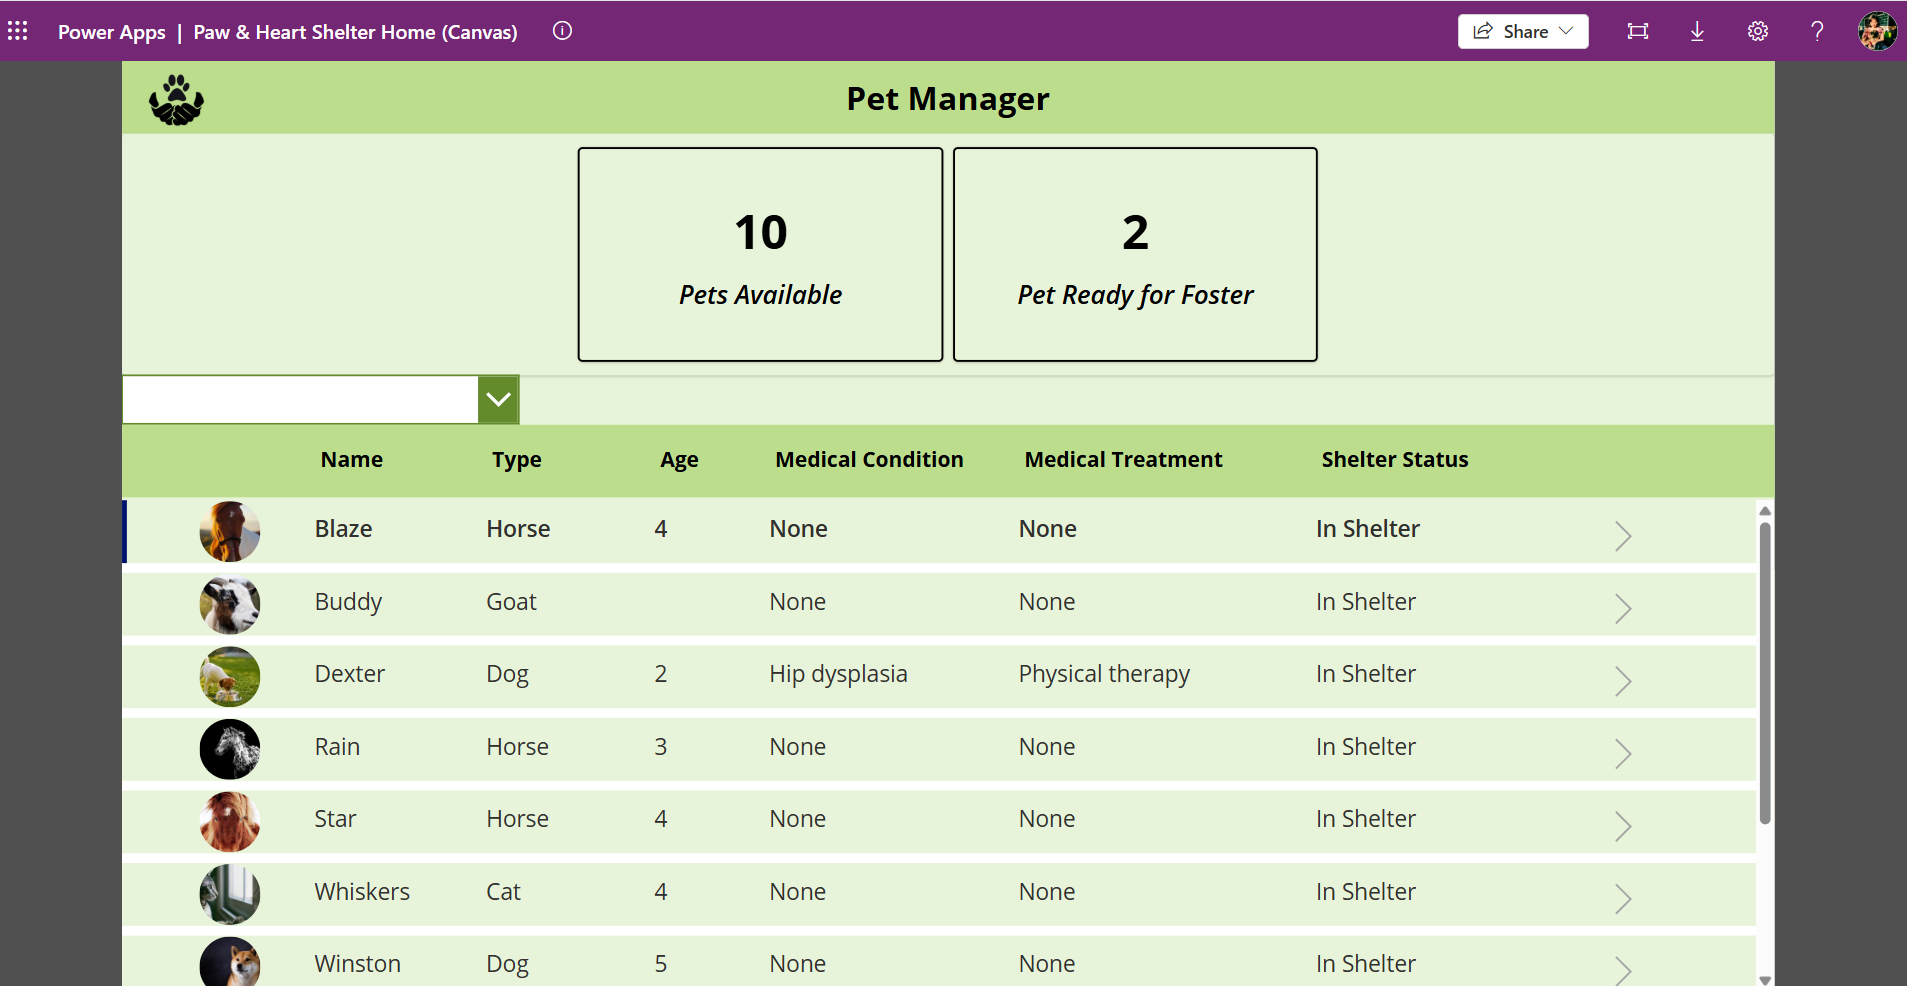 Power Apps | Paw & Heart Shelter Home (Canvas) Share ?
Pet Manager
10 2
Pets Available Pet Ready for Foster
Name Type Age Medical Condition Medical Treatment Shelter Status
Blaze Horse 4 None None In Shelter
Buddy Goat None None In Shelter
Dexter Dog 2 Hip dysplasia Physical therapy In Shelter
Rain Horse 3 None None In Shelter
Star Horse 4 None None In Shelter
Whiskers Cat 4 None None In Shelter
Winston Dog 5 None None In Shelter